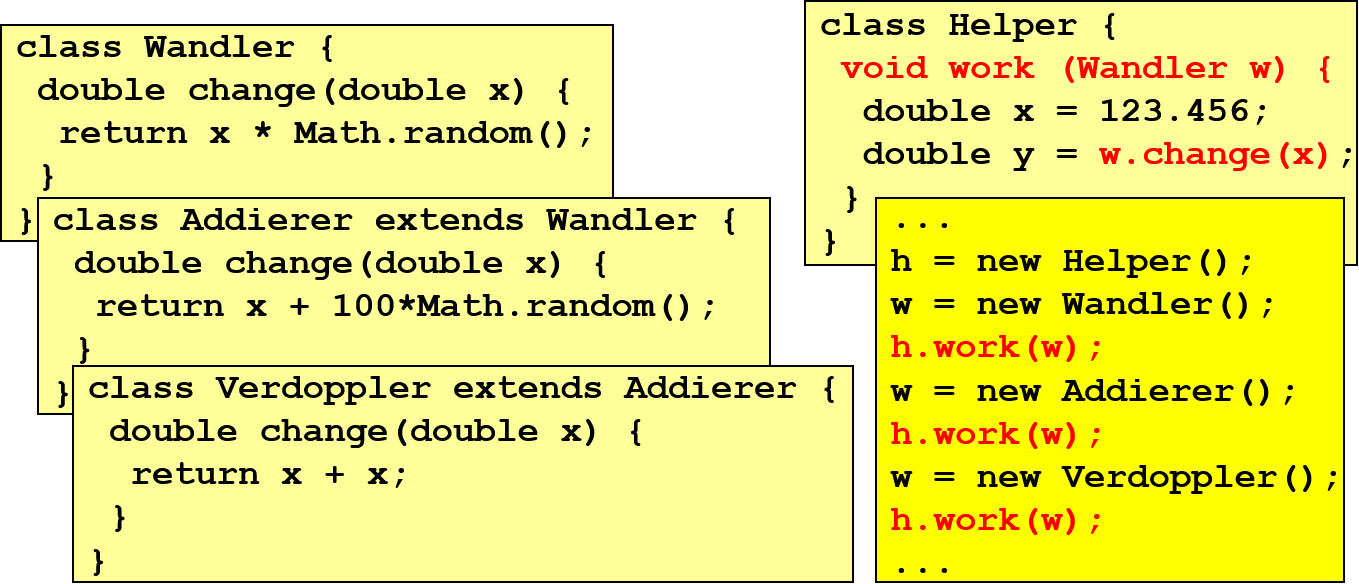 class Wandler {
double change(double x) {
return x * Math.random();
}
}
class Addierer extends Wandler {
double change(double x) {
return x + 100*Math.random();
}
}
class Verdoppler extends Addierer {
double change(double x) {
return x + x;
}
}
class Helper {
void work (Wandler w) {
double x = 123.456;
double y = w.change(x);
}
}
...
h = new Helper();
w = new Wandler();
h.work(w);
w = new Addierer();
h.work(w);
w = new Verdoppler();
h.work(w);
...